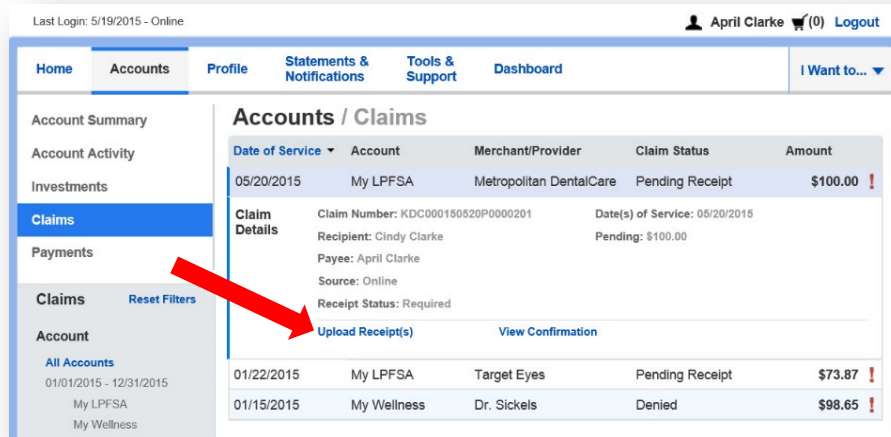 Last Login: 5/19/2015 - Online
April Clarke (0) Logout
Home Accounts Profile Statements & Notifications Tools & Support Dashboard I Want to...
Account Summary
Account Activity
Investments
Claims
Payments
Claims Reset Filters
Account
All Accounts
01/01/2015 - 12/31/2015
My LPFSA
My Wellness
Accounts / Claims
Date of Service Account Merchant/Provider Claim Status Amount
05/20/2015 My LPFSA Metropolitan DentalCare Pending Receipt $100.00 !
Claim Details
Claim Number: KDC000150520P0000201 Date(s) of Service: 05/20/2015
Recipient: Cindy Clarke Pending: $100.00
Payee: April Clarke
Source: Online
Receipt Status: Required
Upload Receipt(s) View Confirmation
01/22/2015 My LPFSA Target Eyes Pending Receipt $73.87 !
01/15/2015 My Wellness Dr. Sickels Denied $98.65 !